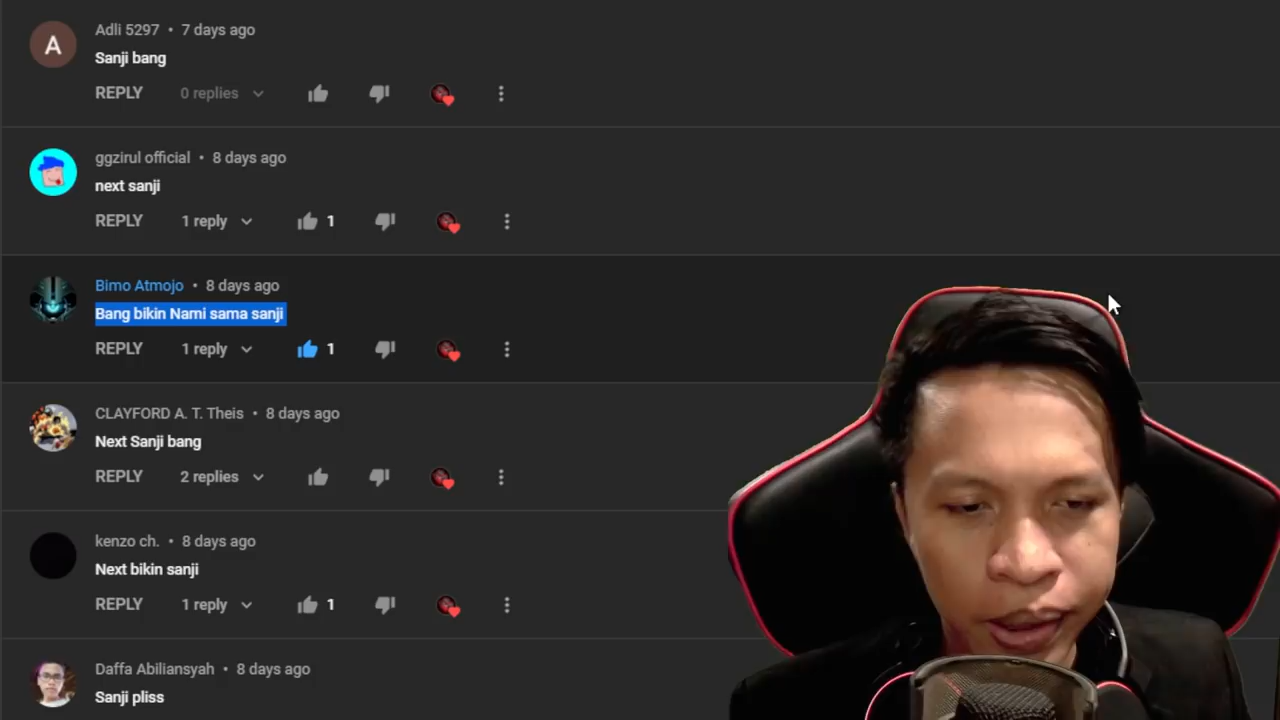 A
Adli 5297 • 7 days ago
Sanji bang
REPLY 0 replies
ggzirul official • 8 days ago
next sanji
REPLY 1 reply 1
Bimo Atmojo • 8 days ago
Bang bikin Nami sama sanji
REPLY 1 reply 1
CLAYFORD A. T. Theis • 8 days ago
Next Sanji bang
REPLY 2 replies
kenzo ch. • 8 days ago
Next bikin sanji
REPLY 1 reply 1
Daffa Abiliansyah • 8 days ago
Sanji pliss